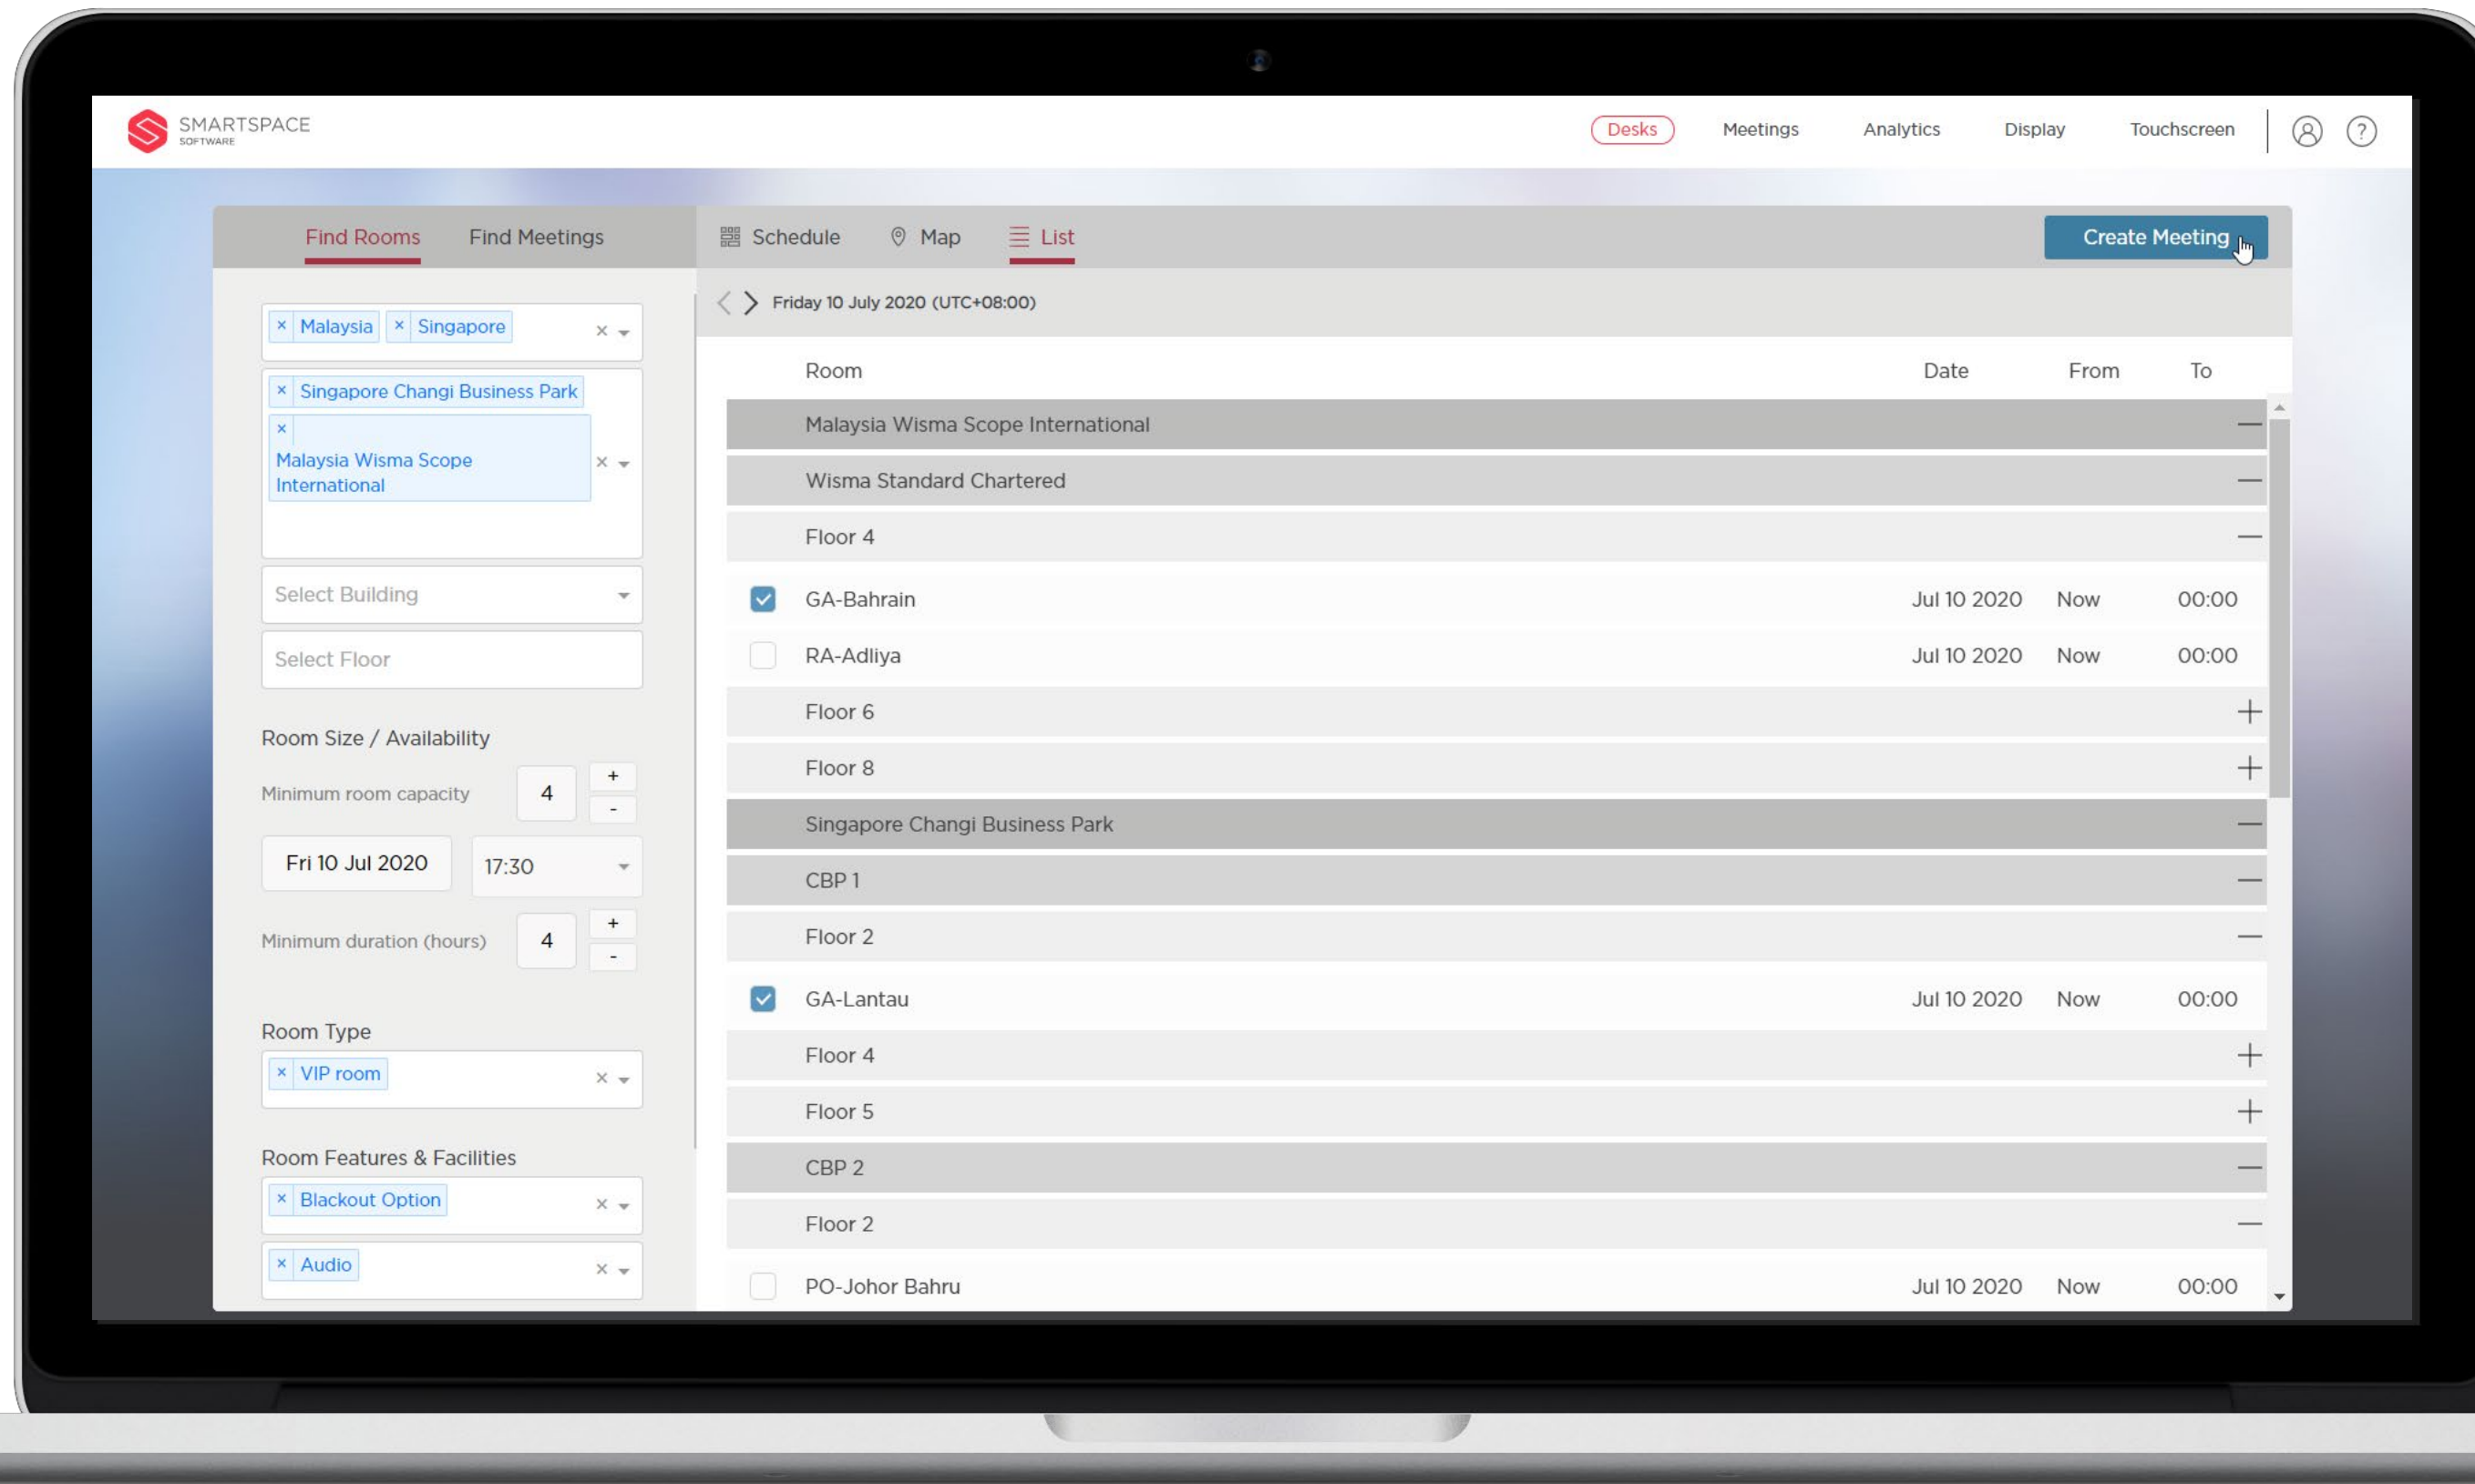 SMARTSPACE
SOFTWARE
Desks Meetings Analytics Display Touchscreen ?
Find Rooms Find Meetings
Schedule Map List
Create Meeting
× Malaysia × Singapore ×
× Singapore Changi Business Park
×
Malaysia Wisma Scope ×
International
Select Building
Select Floor
Room Size / Availability
Minimum room capacity 4 + -
Fri 10 Jul 2020 17:30
Minimum duration (hours) 4 + -
Room Type
× VIP room ×
Room Features & Facilities
× Blackout Option ×
× Audio ×
Friday 10 July 2020 (UTC+08:00)
Room Date From To
Malaysia Wisma Scope International —
Wisma Standard Chartered —
Floor 4 —
GA-Bahrain Jul 10 2020 Now 00:00
RA-Adliya Jul 10 2020 Now 00:00
Floor 6 +
Floor 8 +
Singapore Changi Business Park —
CBP 1 —
Floor 2 —
GA-Lantau Jul 10 2020 Now 00:00
Floor 4 +
Floor 5 +
CBP 2 —
Floor 2 —
PO-Johor Bahru Jul 10 2020 Now 00:00